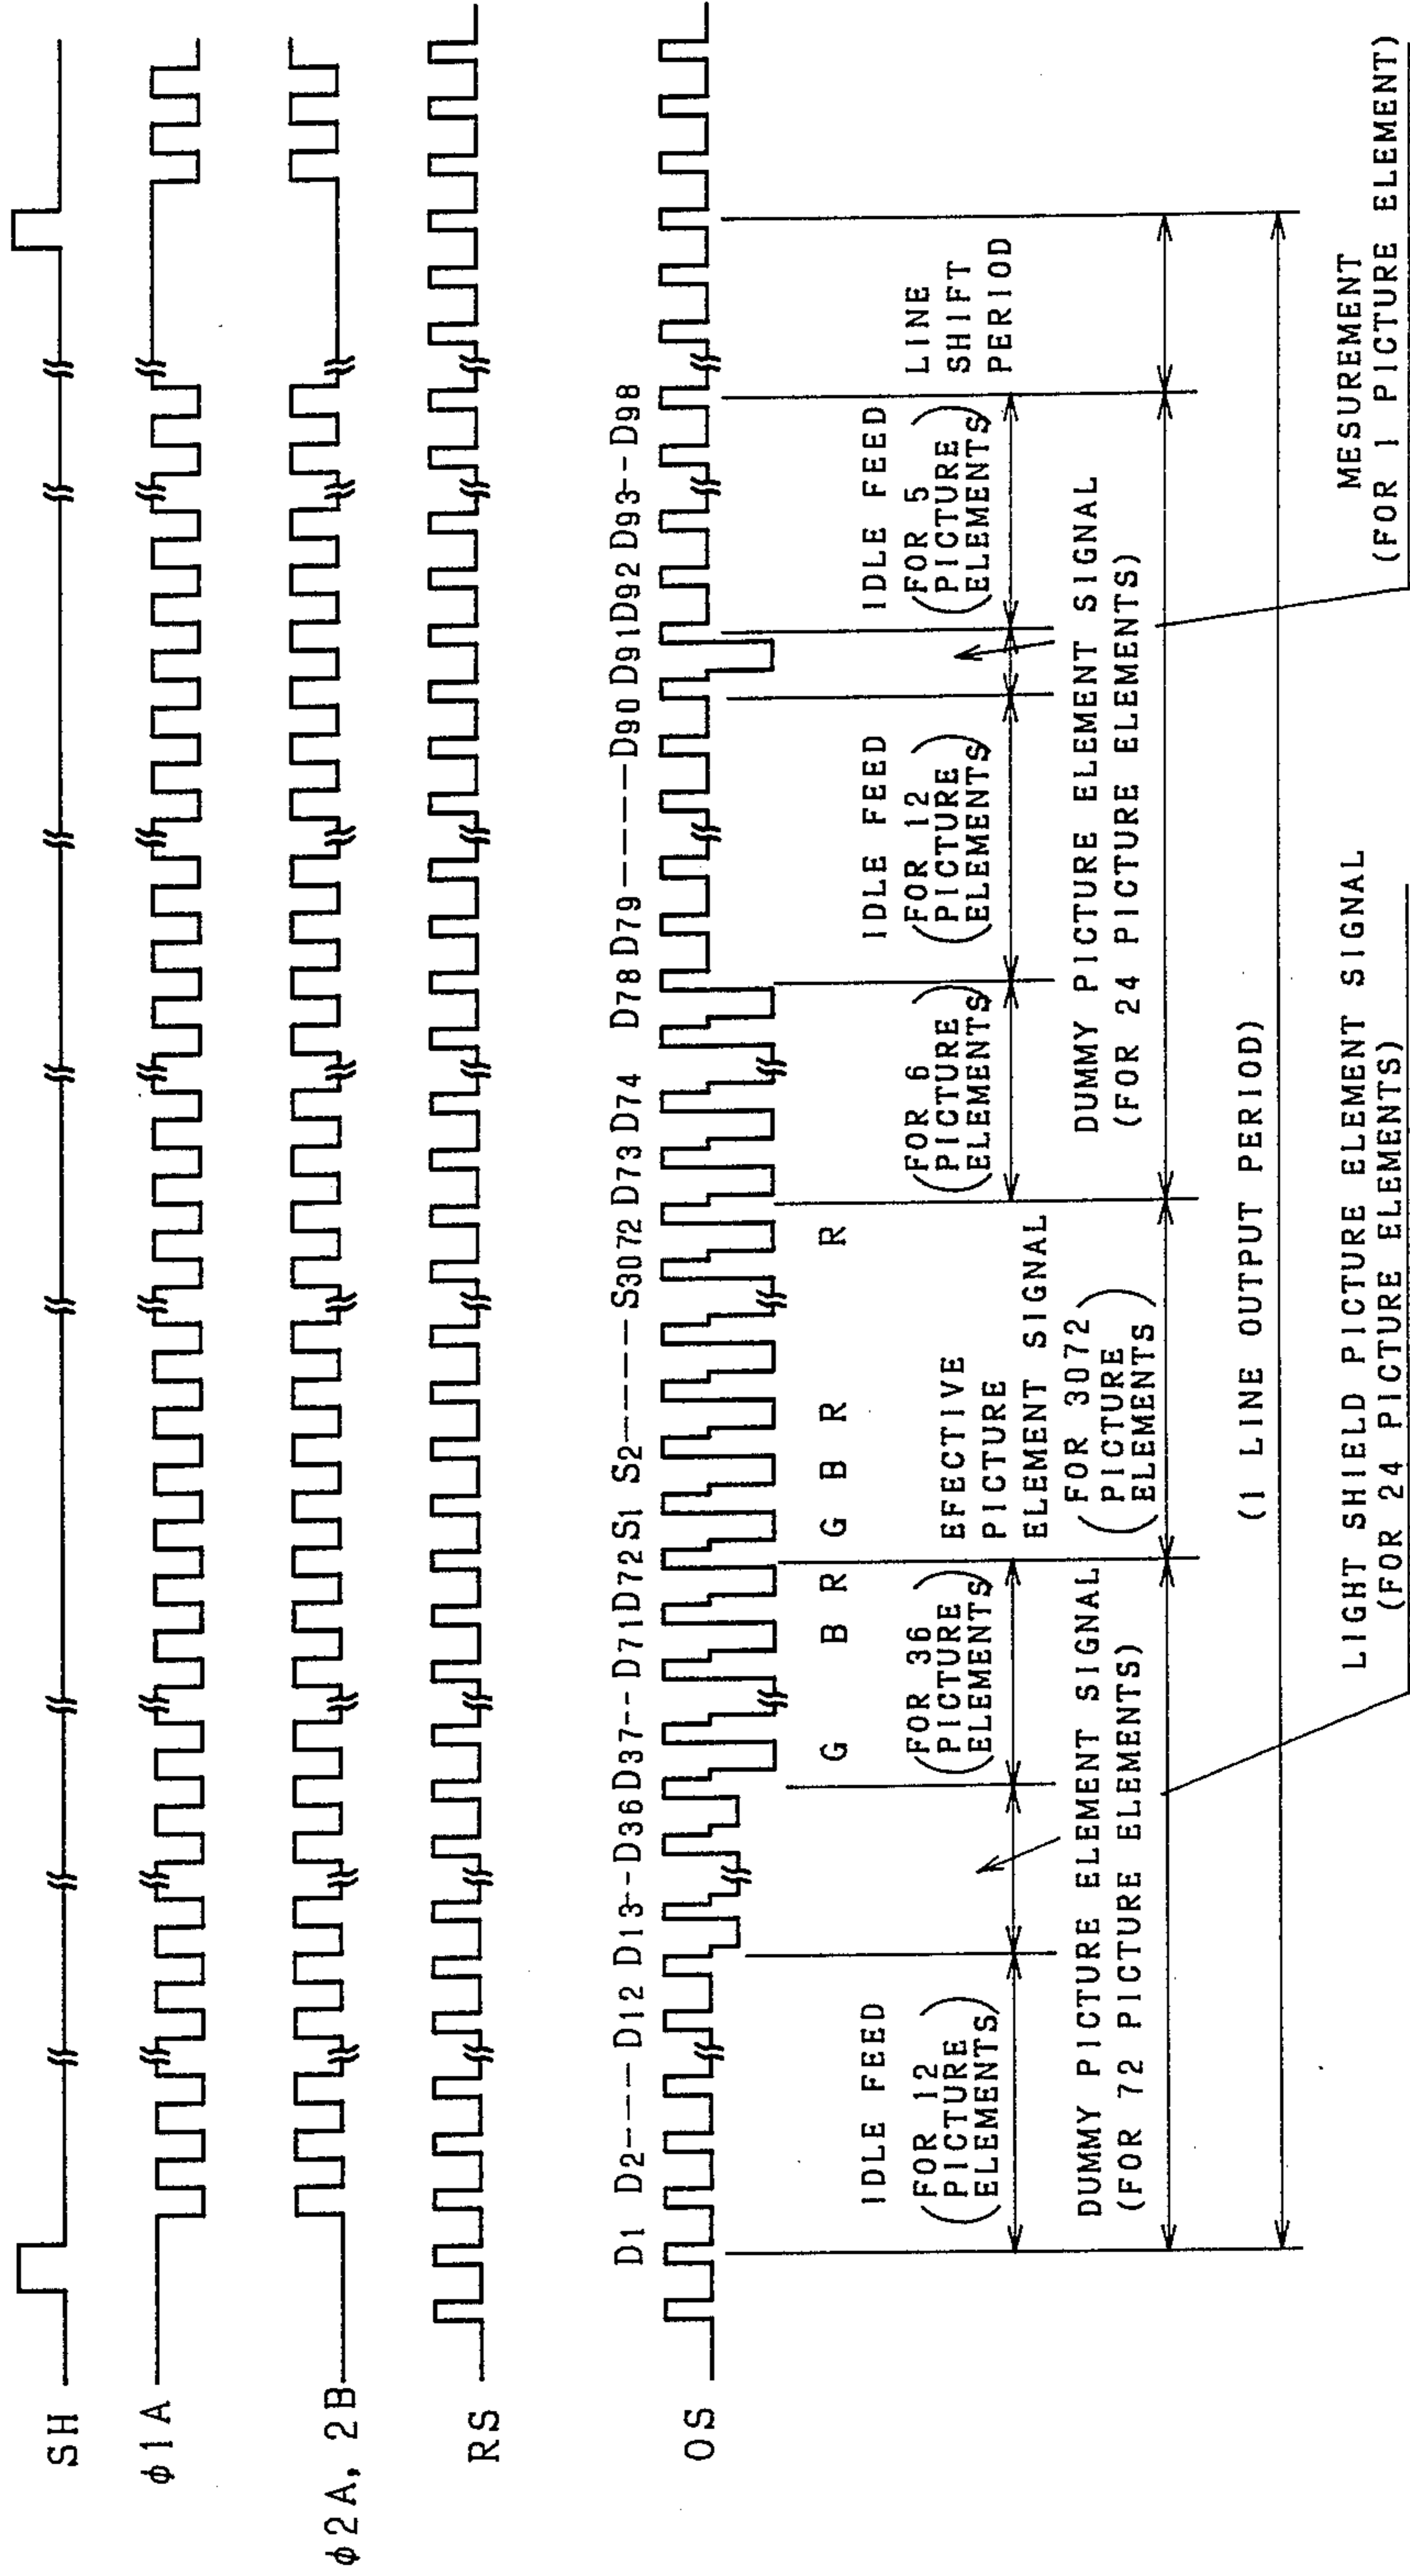 SH
φ1A
φ2A, 2B
RS
OS
D1 D2---D12 D13--D36 D37--D71 D72 S1 S2-----S3072 D73 D74 D78 D79------D90 D91 D92 D93--D98
G B R G B R R
IDLE FEED
(FOR 12
PICTURE
ELEMENTS)
(FOR 36
PICTURE
ELEMENTS)
EFECTIVE
PICTURE
ELEMENT SIGNAL
(FOR 3072
PICTURE
ELEMENTS)
(FOR 6
PICTURE
ELEMENTS)
IDLE FEED
(FOR 12
PICTURE
ELEMENTS)
IDLE FEED
(FOR 5
PICTURE
ELEMENTS)
LINE
SHIFT
PERIOD
DUMMY PICTURE ELEMENT SIGNAL
(FOR 72 PICTURE ELEMENTS)
DUMMY PICTURE ELEMENT SIGNAL
(FOR 24 PICTURE ELEMENTS)
(1 LINE OUTPUT PERIOD)
LIGHT SHIELD PICTURE ELEMENT SIGNAL
(FOR 24 PICTURE ELEMENTS)
MESUREMENT
(FOR 1 PICTURE ELEMENT)